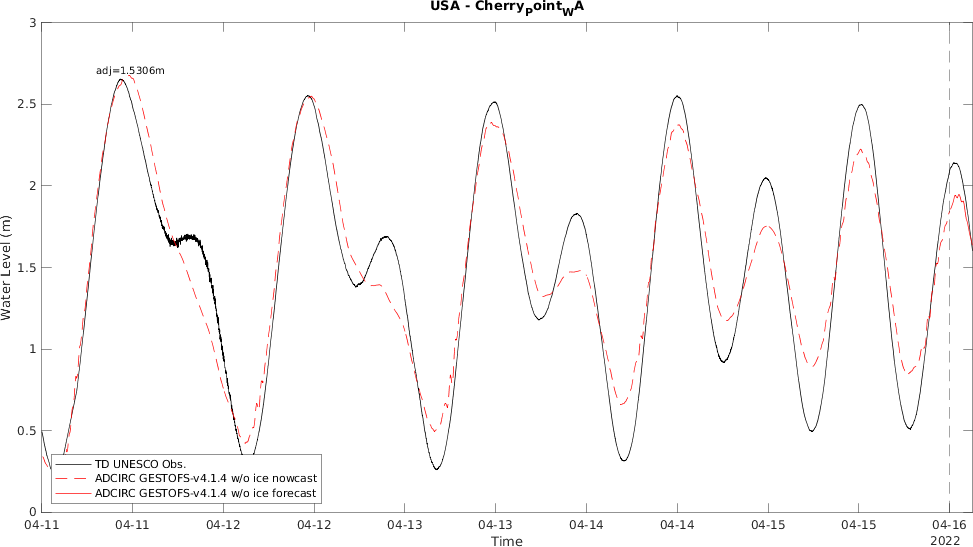 USA - Cherry_Point_WA
adj=1.5306m
3
2.5
2
1.5
1
0.5
0
Water Level (m)
TD UNESCO Obs.
ADCIRC GESTOFS-v4.1.4 w/o ice nowcast
ADCIRC GESTOFS-v4.1.4 w/o ice forecast
04-11 04-11 04-12 04-12 04-13 04-13 04-14 04-14 04-15 04-15 04-16
Time 2022